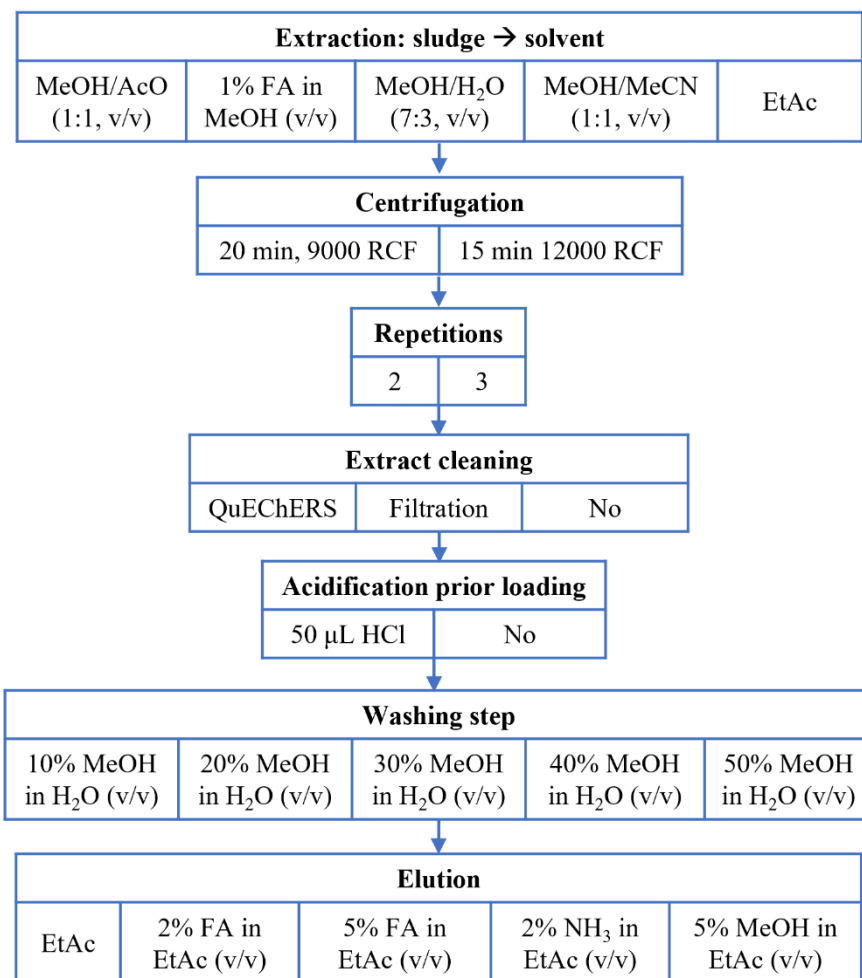 Extraction: sludge → solvent
MeOH/AcO
(1:1, v/v)
1% FA in
MeOH (v/v)
MeOH/H₂O
(7:3, v/v)
MeOH/MeCN
(1:1, v/v)
EtAc
Centrifugation
20 min, 9000 RCF
15 min 12000 RCF
Repetitions
2
3
Extract cleaning
QuEChERS
Filtration
No
Acidification prior loading
50 µL HCl
No
Washing step
10% MeOH
in H₂O (v/v)
20% MeOH
in H₂O (v/v)
30% MeOH
in H₂O (v/v)
40% MeOH
in H₂O (v/v)
50% MeOH
in H₂O (v/v)
Elution
EtAc
2% FA in
EtAc (v/v)
5% FA in
EtAc (v/v)
2% NH₃ in
EtAc (v/v)
5% MeOH in
EtAc (v/v)